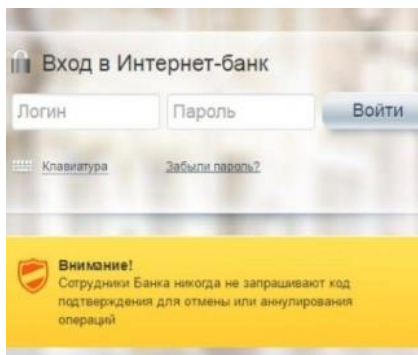 Вход в Интернет-банк
Логин Пароль Войти
Клавиатура Забыли пароль?
Внимание!
Сотрудники Банка никогда не запрашивают код
подтверждения для отмены или аннулирования
операций